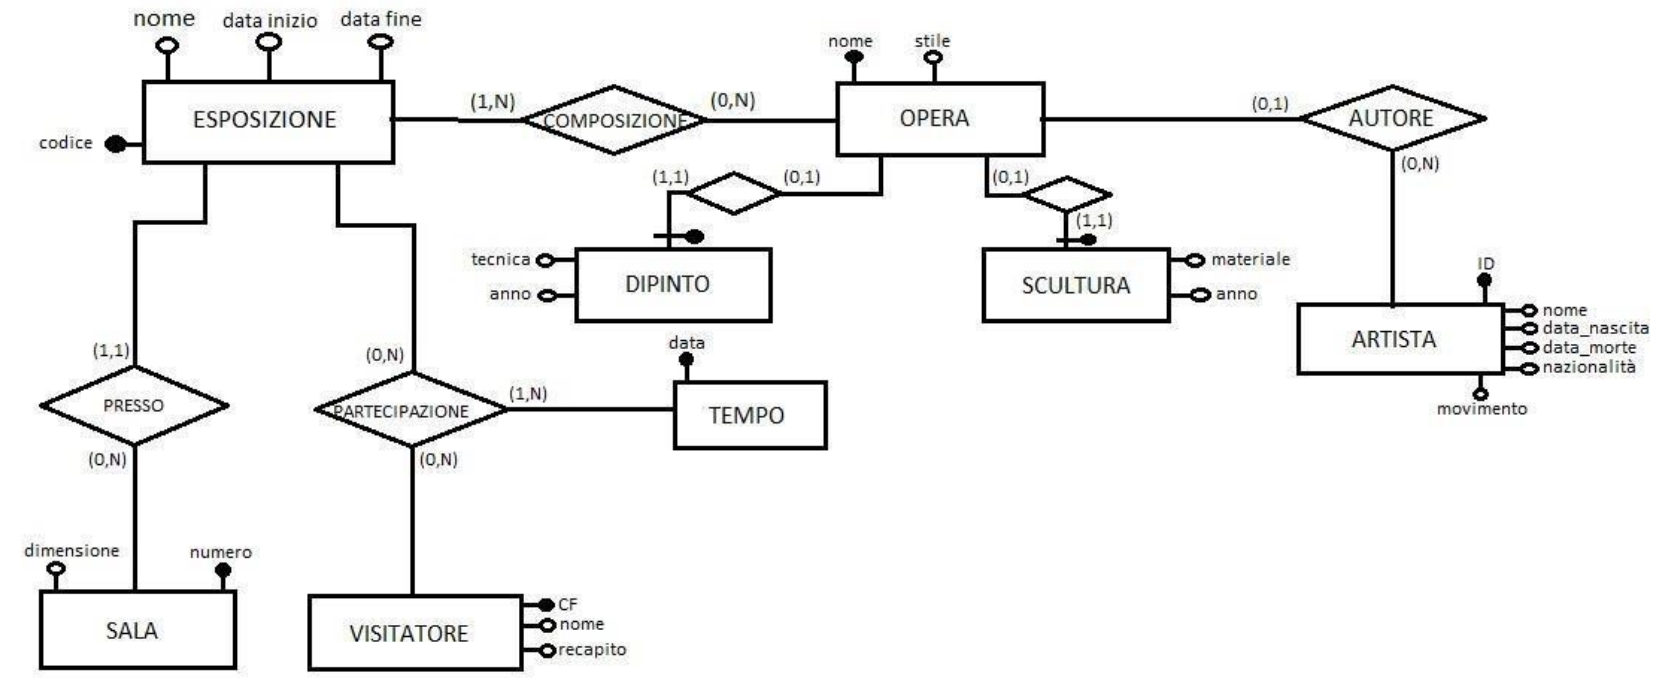 nome data inizio data fine
ESPOSIZIONE
codice
(1,N)
COMPOSIZIONE
(0,N)
nome stile
OPERA
(0,1)
AUTORE
(0,N)
(1,1)
(0,1)
(0,1)
(1,1)
tecnica
anno
DIPINTO
SCULTURA
materiale
anno
ID
ARTISTA
nome
data_nascita
data_morte
nazionalità
movimento
(1,1)
PRESSO
(0,N)
(0,N)
PARTECIPAZIONE
(1,N)
(0,N)
data
TEMPO
dimensione numero
SALA
VISITATORE
CF
nome
recapito